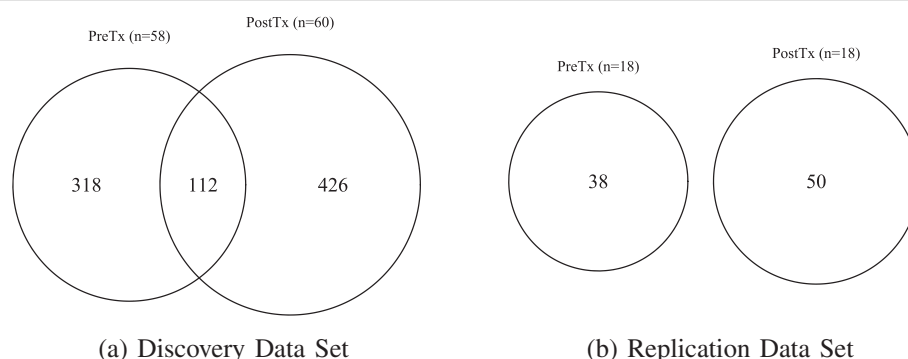 PreTx (n=58)
PostTx (n=60)
318
112
426
(a) Discovery Data Set
PreTx (n=18)
PostTx (n=18)
38
50
(b) Replication Data Set